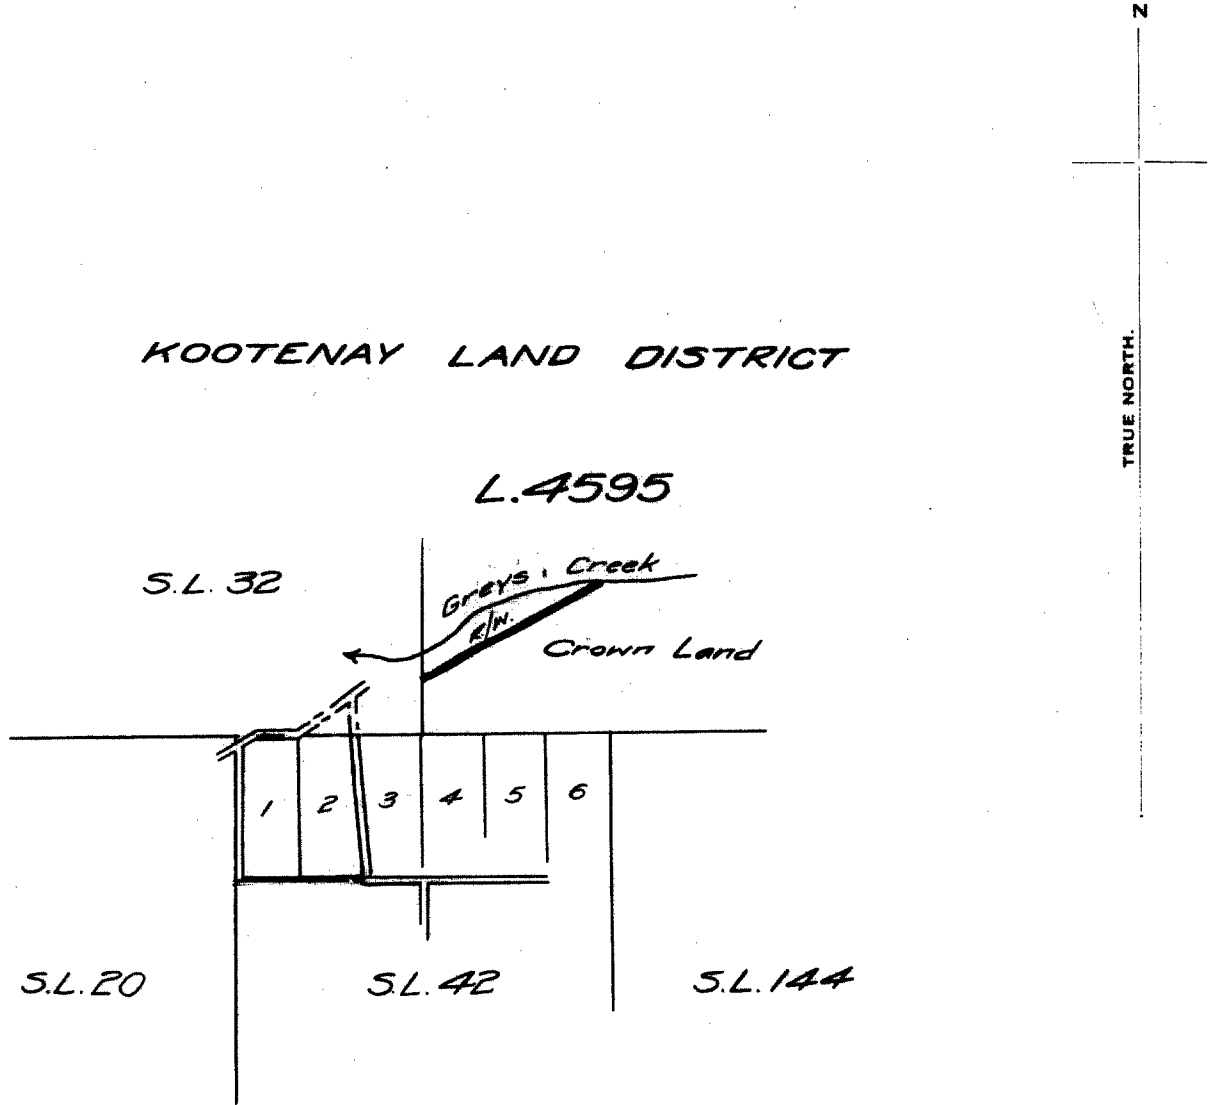 N
TRUE NORTH.
KOOTENAY LAND DISTRICT
L.4595
S.L. 32
Greys, Creek
R/W.
Crown Land
1 2 3 4 5 6
S.L. 20
S.L. 42
S.L. 144